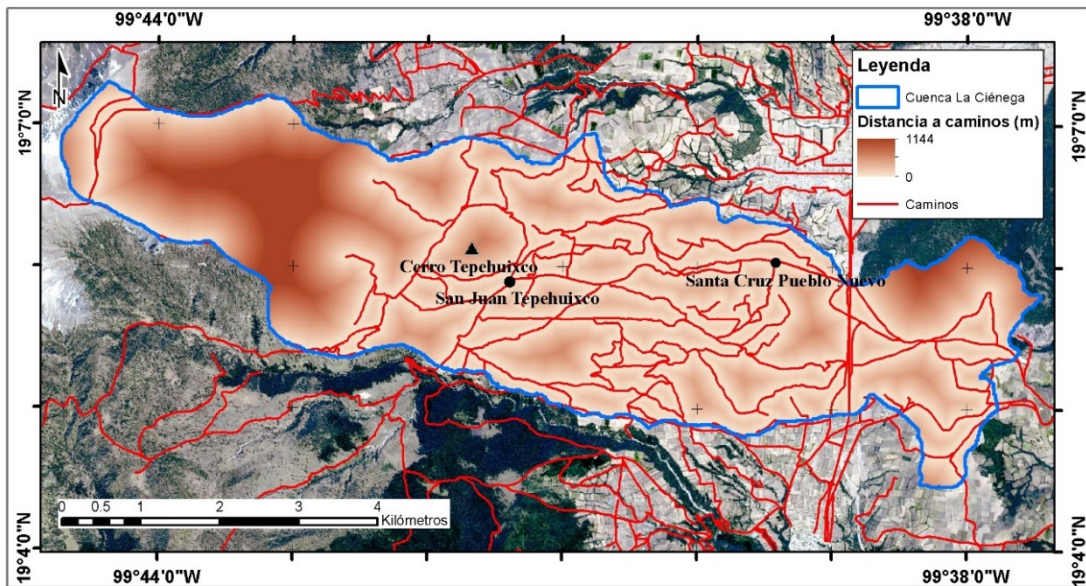 99°44'0"W
99°38'0"W
19°7'0"N
19°7'0"N
N
Leyenda
Cuenca La Ciénega
Distancia a caminos (m)
1144
0
Caminos
Cerro Tepehuixco
San Juan Tepehuixco
Santa Cruz Pueblo Nuevo
0 0.5 1 2 3 4
Kilómetros
19°4'0"N
19°4'0"N
99°44'0"W
99°38'0"W